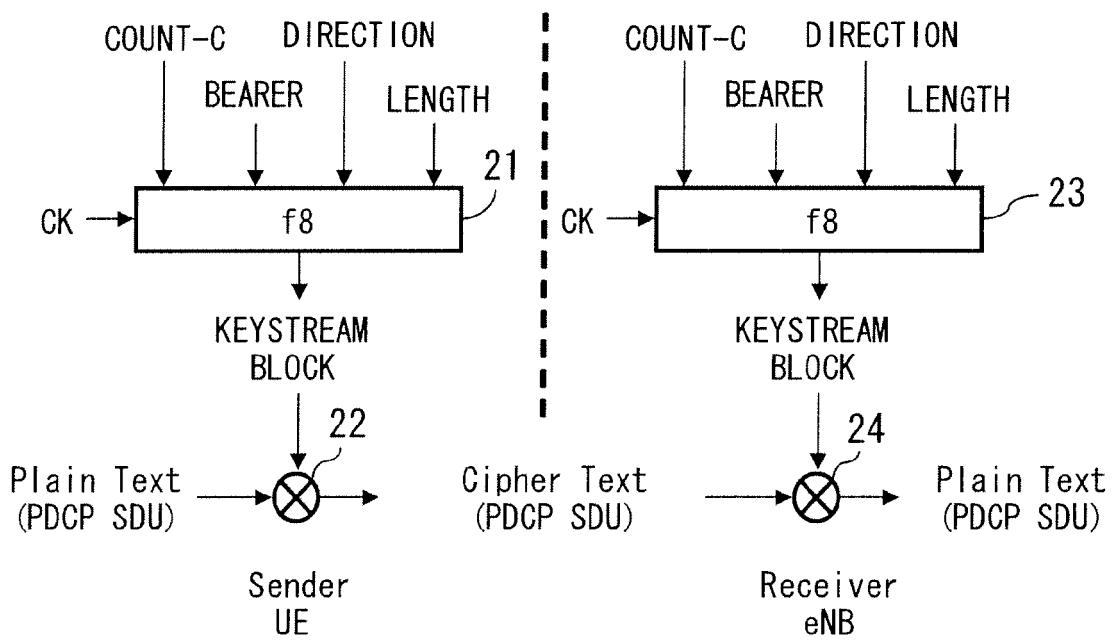 COUNT-C DIRECTION
BEARER LENGTH
21
CK f8
KEYSTREAM
BLOCK
22
Plain Text
(PDCP SDU)
Sender
UE
COUNT-C DIRECTION
BEARER LENGTH
23
CK f8
KEYSTREAM
BLOCK
24
Cipher Text
(PDCP SDU)
Plain Text
(PDCP SDU)
Receiver
eNB